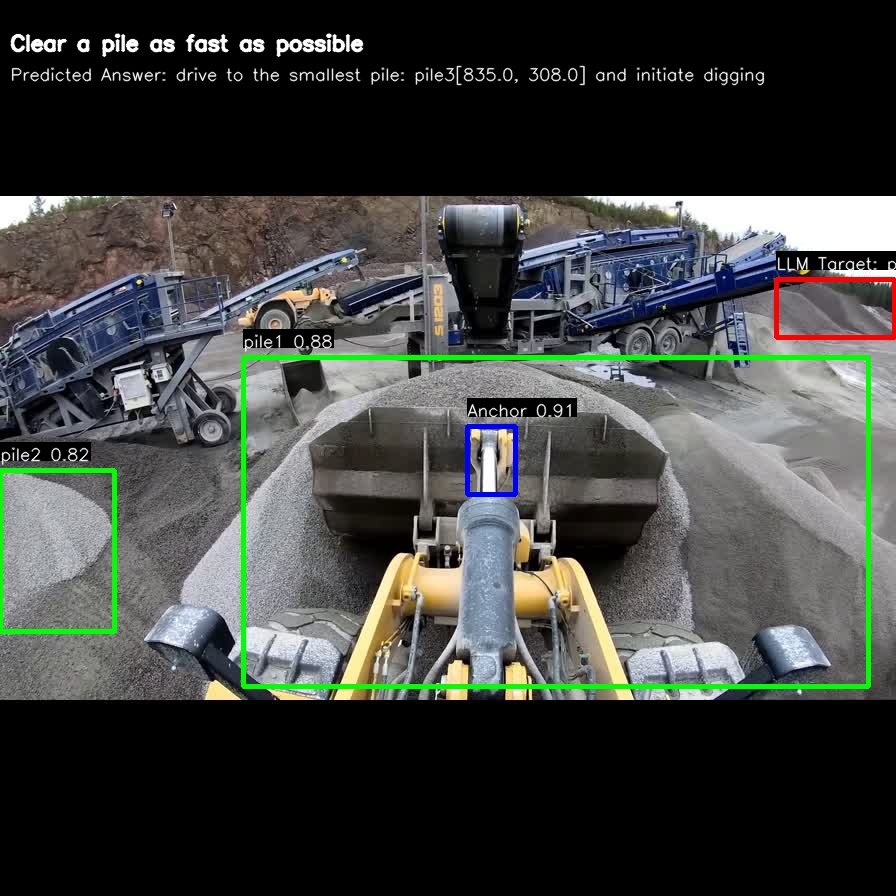 Clear a pile as fast as possible
Predicted Answer: drive to the smallest pile: pile3[835.0, 308.0] and initiate digging
LLM Target: p
S1203
pile1 0.88
Anchor 0.91
pile2 0.82